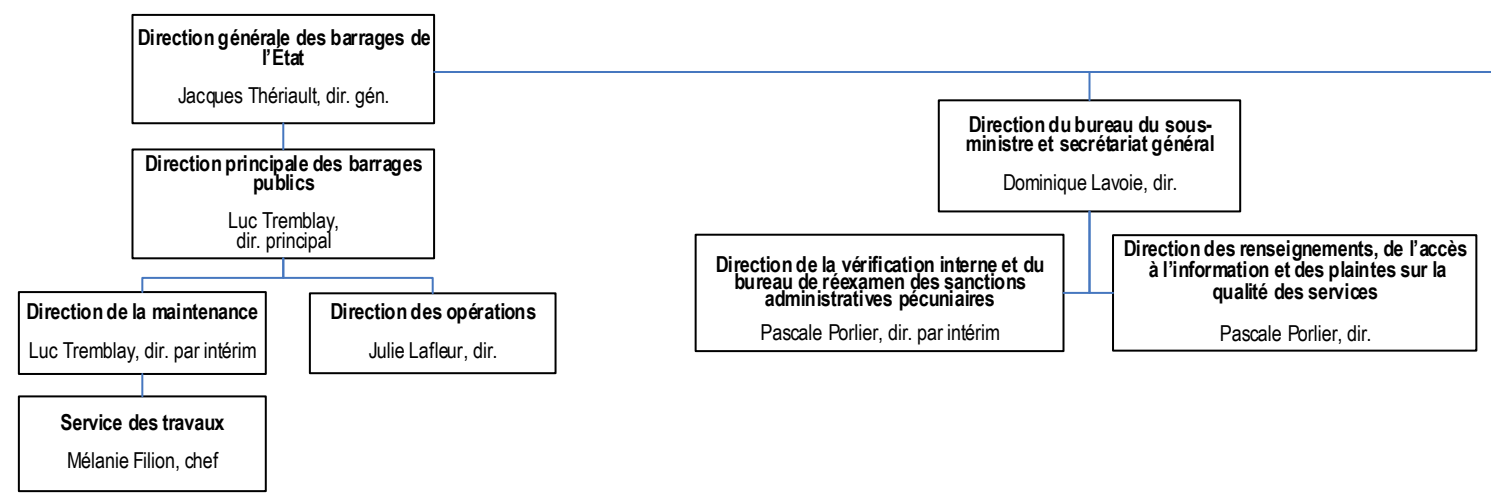 Direction générale des barrages de
l'État
Jacques Thériault, dir. gén.
Direction principale des barrages
publics
Luc Tremblay,
dir. principal
Direction de la maintenance
Luc Tremblay, dir. par intérim
Direction des opérations
Julie Lafleur, dir.
Service des travaux
Mélanie Filion, chef
Direction du bureau du sous-
ministre et secrétariat général
Dominique Lavoie, dir.
Direction de la vérification interne et du
bureau de réexamen des sanctions
administratives pécuniaires
Pascale Porlier, dir. par intérim
Direction des renseignements, de l'accès
à l'information et des plaintes sur la
qualité des services
Pascale Porlier, dir.